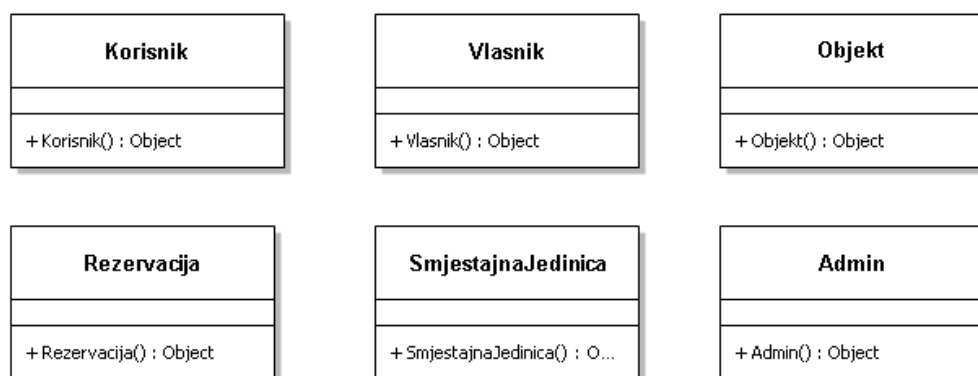 Korisnik
+ Korisnik() : Object
Vlasnik
+ Vlasnik() : Object
Objekt
+ Objekt() : Object
Rezervacija
+ Rezervacija() : Object
SmjestajnaJedinica
+ SmjestajnaJedinica() : O...
Admin
+ Admin() : Object